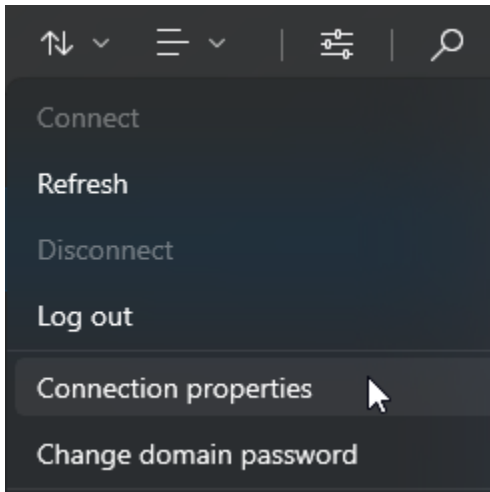 Connect
Refresh
Disconnect
Log out
Connection properties
Change domain password